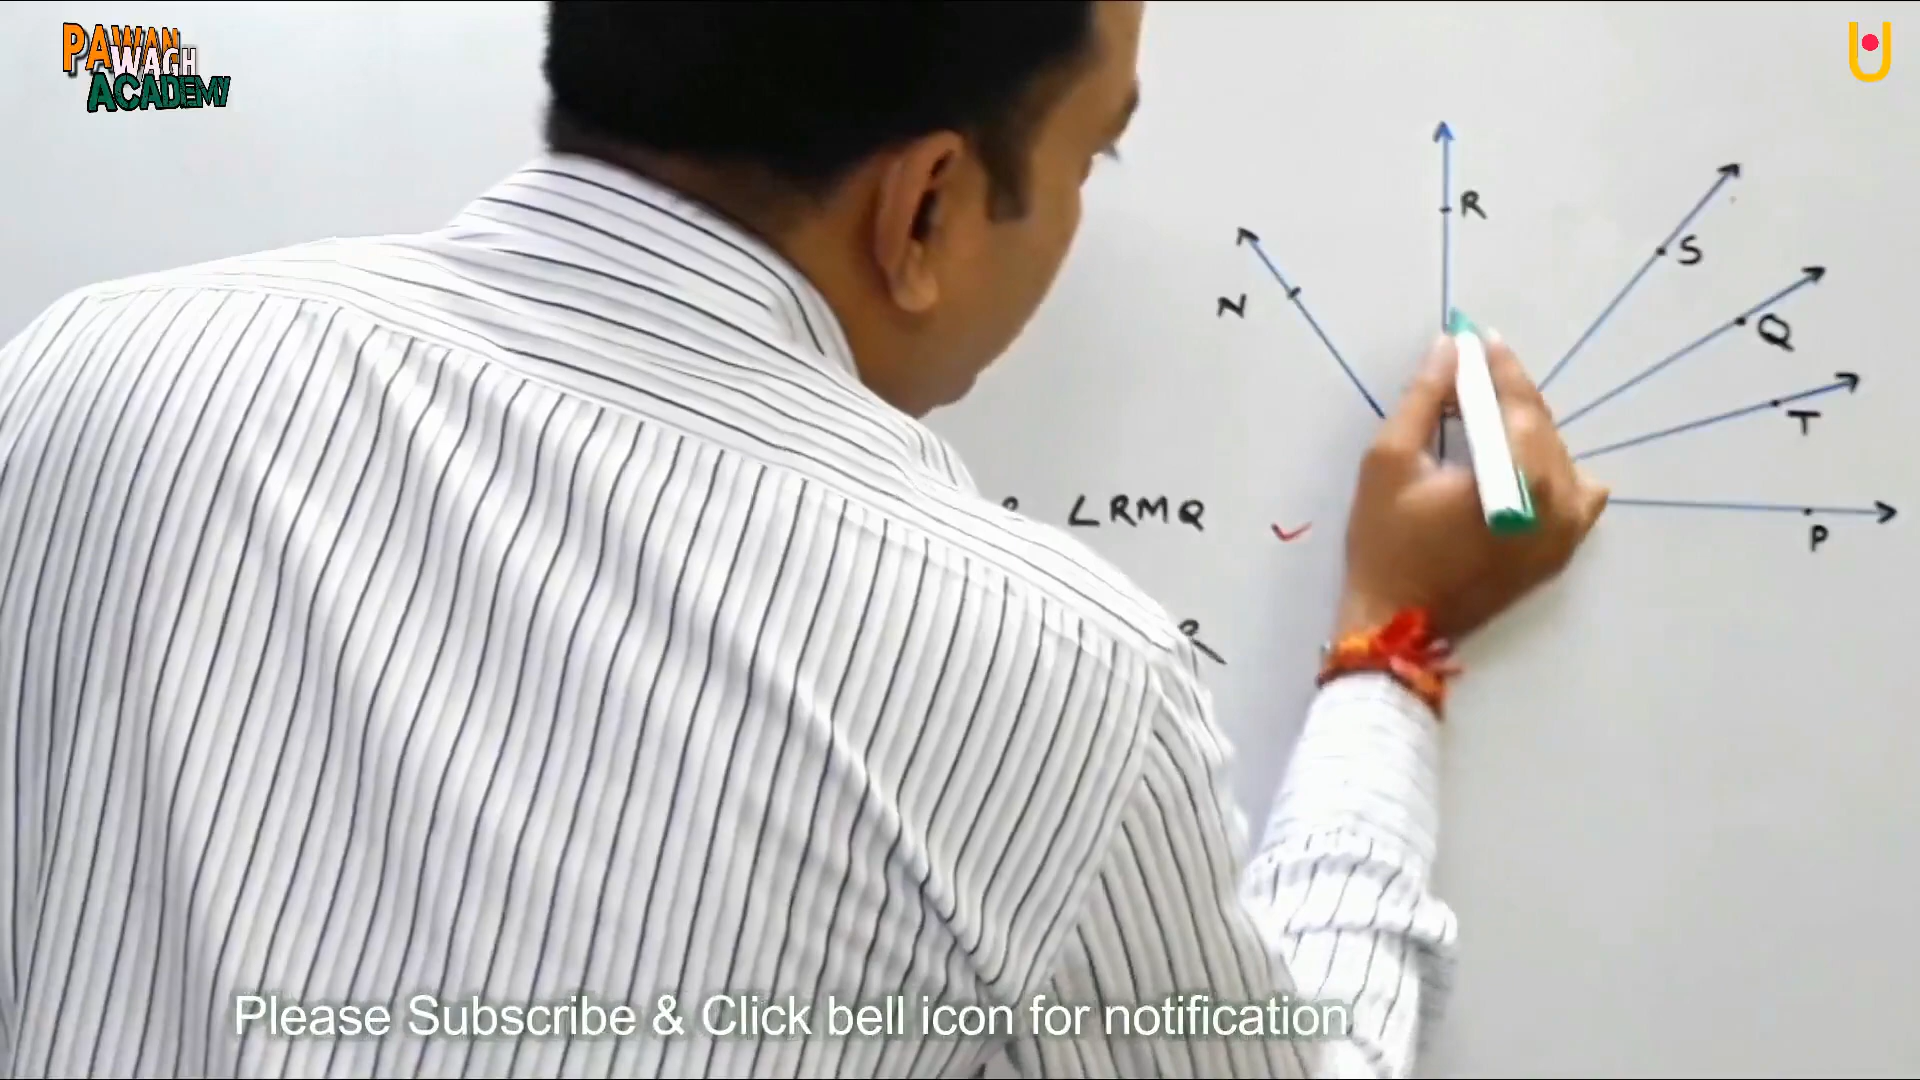 PAWAN
WAGH
ACADEMY
R
S
N
Q
T
∠RMQ
P
R
Please Subscribe & Click bell icon for notification